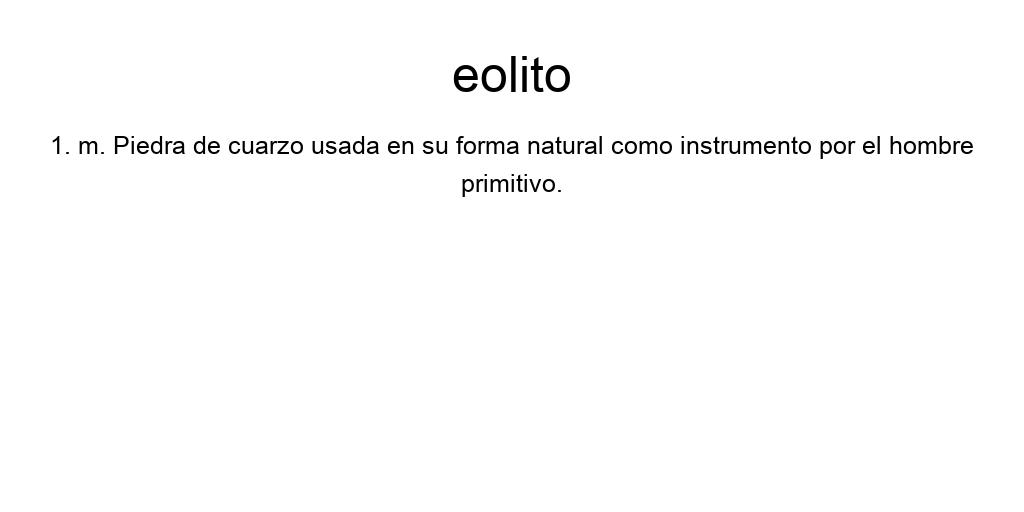 eolito
1. m. Piedra de cuarzo usada en su forma natural como instrumento por el hombre
primitivo.